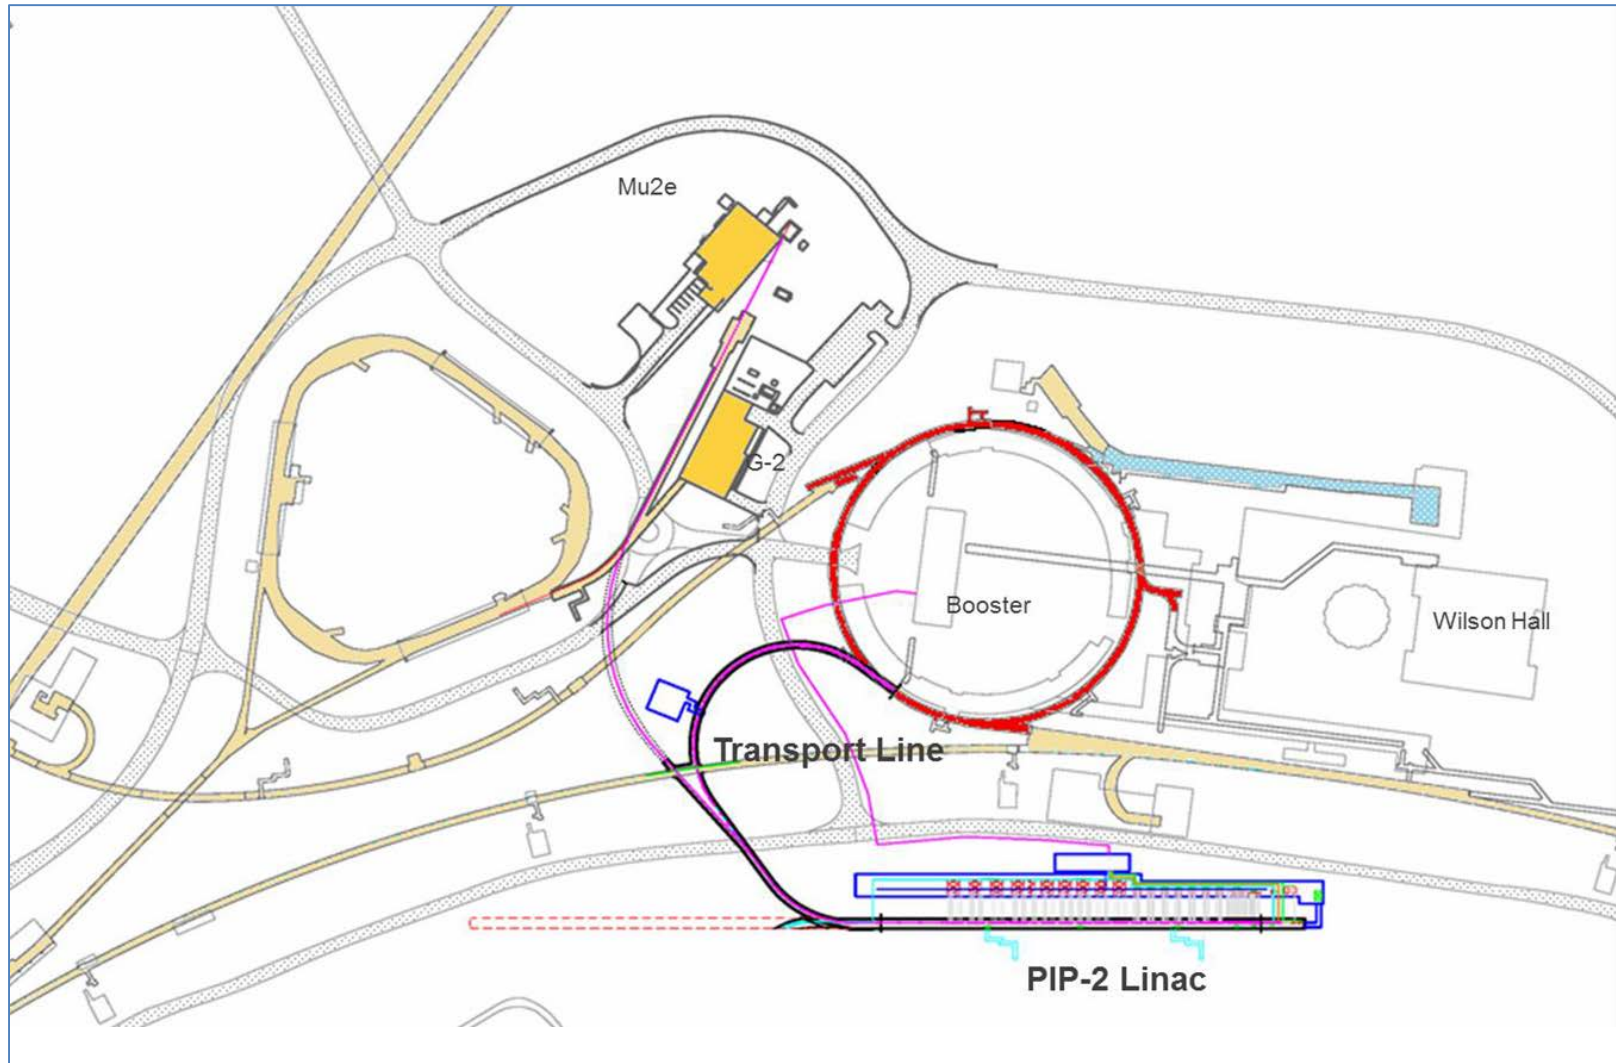 Mu2e
G-2
Booster
Wilson Hall
Transport Line
PIP-2 Linac